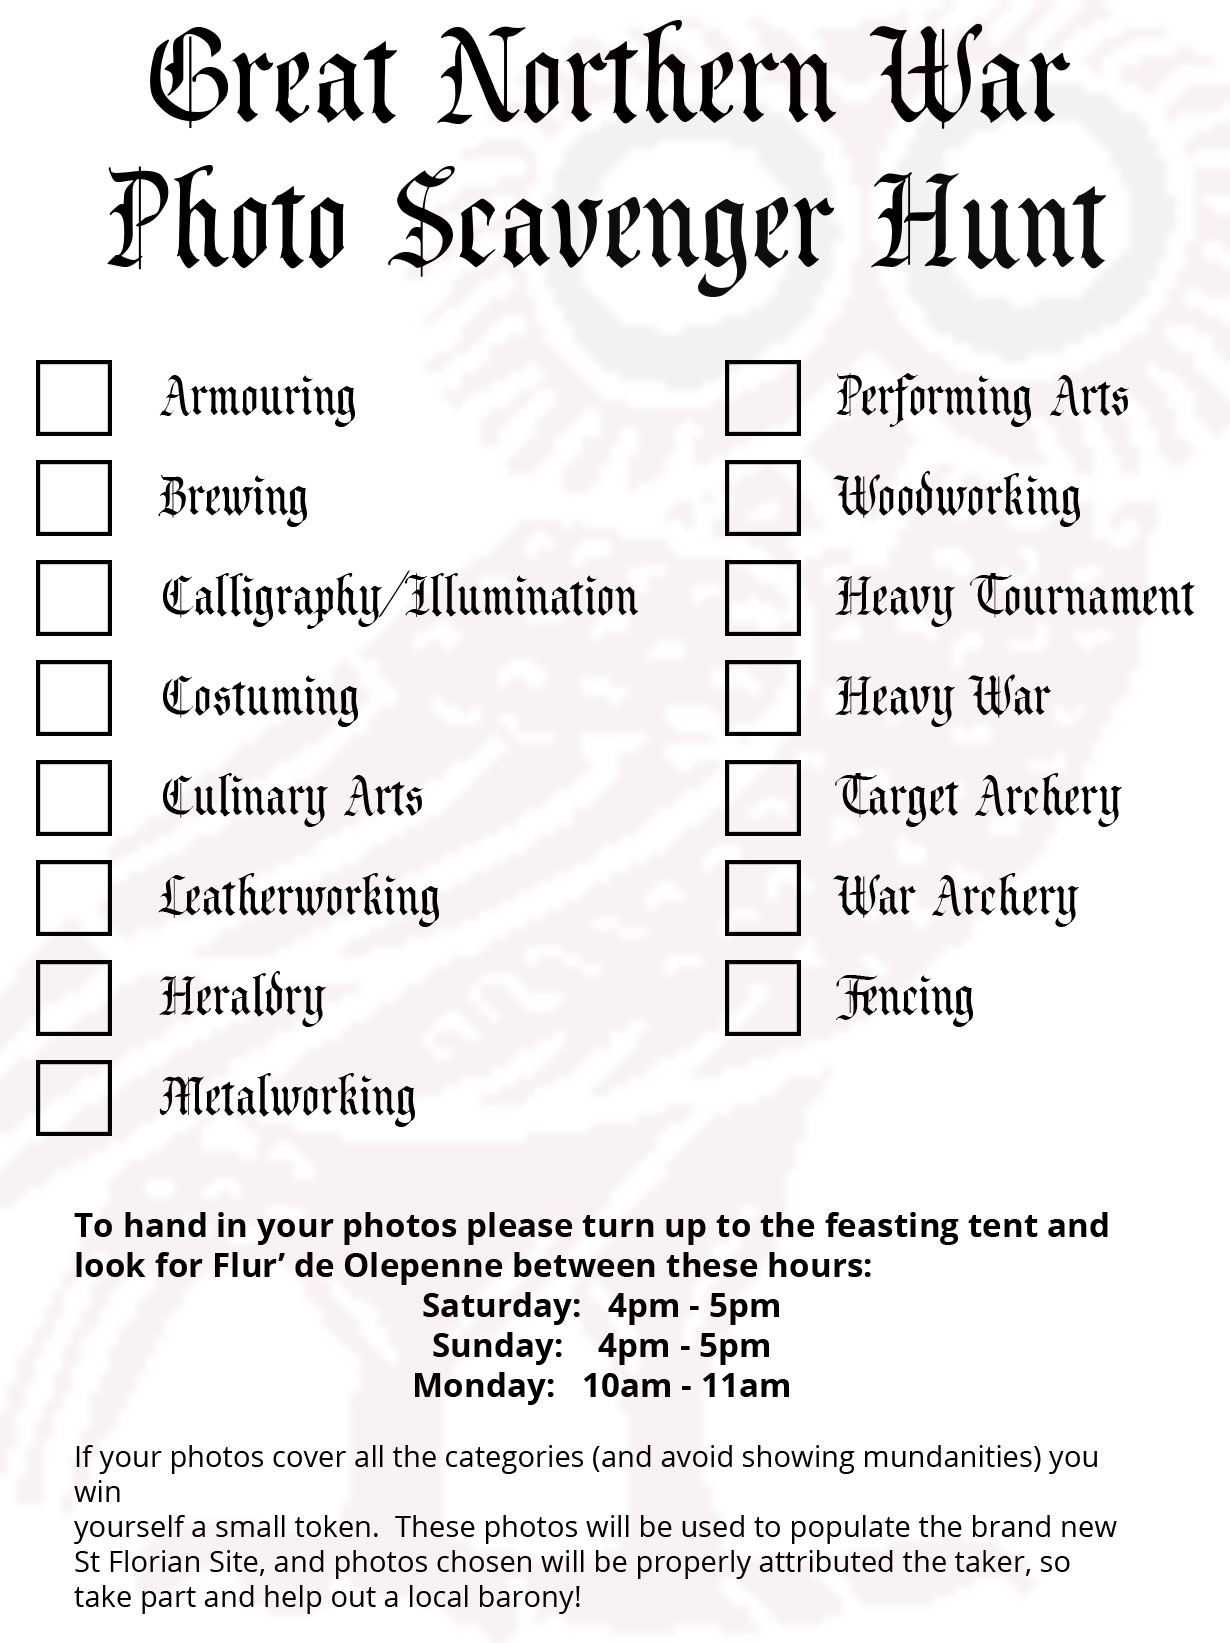 Great Northern War
Photo Scavenger Hunt
Armouring
Brewing
Calligraphy/Illumination
Costuming
Culinary Arts
Leatherworking
Heraldry
Metalworking
Performing Arts
Woodworking
Heavy Tournament
Heavy War
Target Archery
War Archery
Fencing
To hand in your photos please turn up to the feasting tent and
look for Flur’ de Olepenne between these hours:
Saturday: 4pm - 5pm
Sunday: 4pm - 5pm
Monday: 10am - 11am
If your photos cover all the categories (and avoid showing mundanities) you
win
yourself a small token. These photos will be used to populate the brand new
St Florian Site, and photos chosen will be properly attributed the taker, so
take part and help out a local barony!